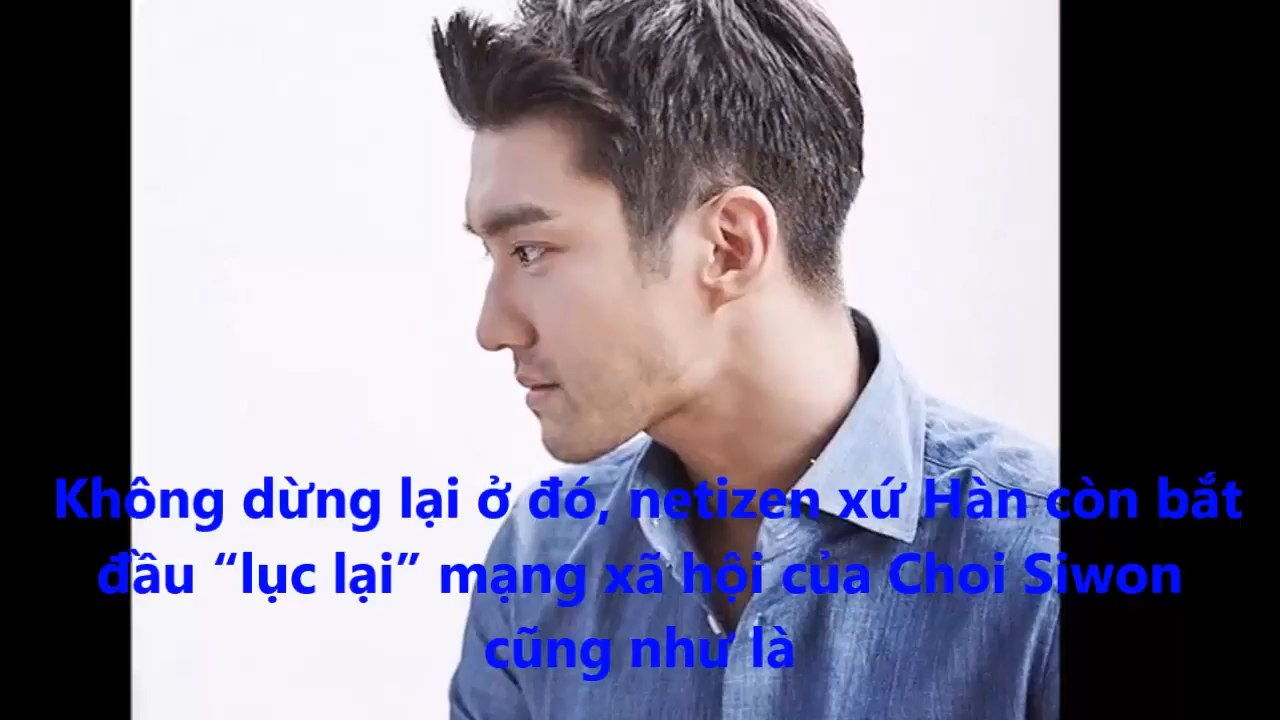 Không dừng lại ở đó, netizen xứ Hàn còn bắt
đầu “lục lại” mạng xã hội của Choi Siwon
cũng như là